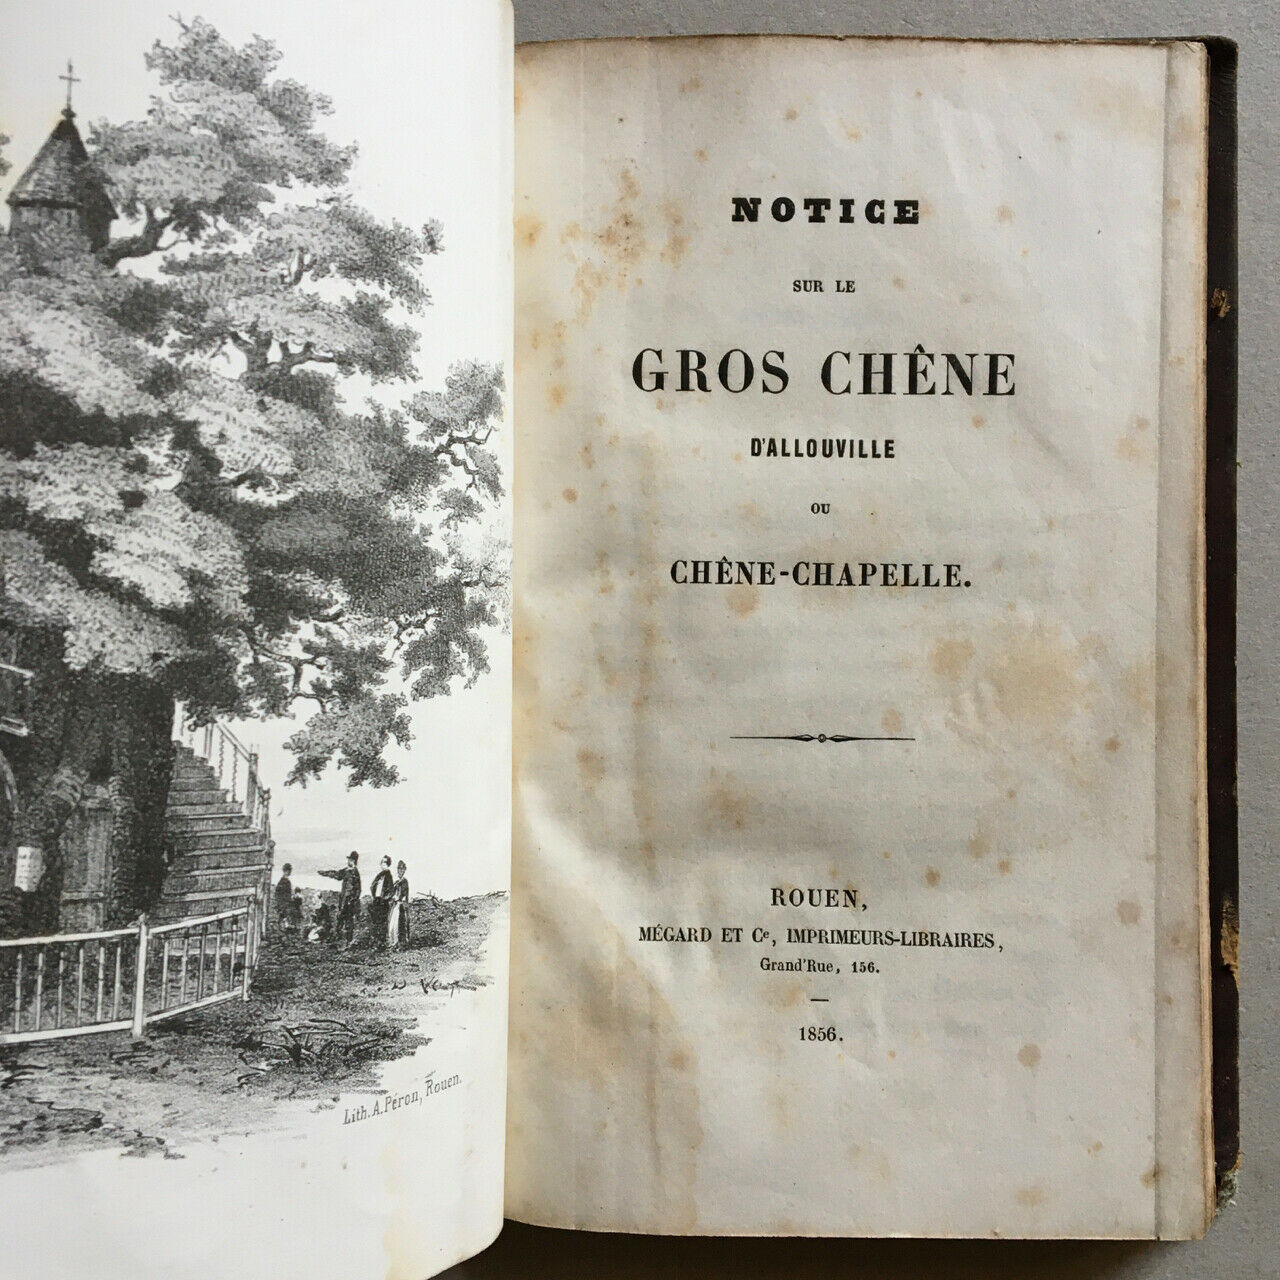 Lith. A. Péron, Rouen.
NOTICE
SUR LE
GROS CHÊNE
D'ALLOUVILLE
OU
CHÊNE-CHAPELLE.
ROUEN,
MÉGARD ET Cᵉ, IMPRIMEURS-LIBRAIRES,
Grand'Rue, 156.
1856.